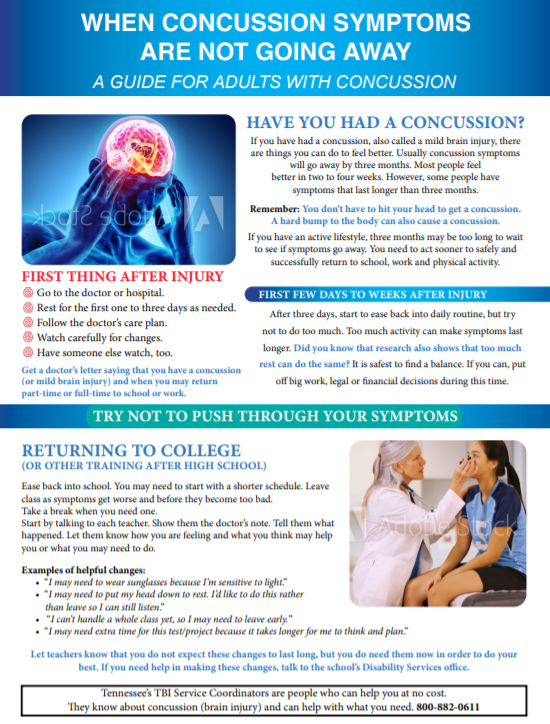 WHEN CONCUSSION SYMPTOMS
ARE NOT GOING AWAY
A GUIDE FOR ADULTS WITH CONCUSSION
Adobe Stock
HAVE YOU HAD A CONCUSSION?
If you have had a concussion, also called a mild brain injury, there
are things you can do to feel better. Usually concussion symptoms
will go away by three months. Most people feel
better in two to four weeks. However, some people have
symptoms that last longer than three months.
Remember: You don't have to hit your head to get a concussion.
A hard bump to the body can also cause a concussion.
If you have an active lifestyle, three months may be too long to wait
to see if symptoms go away. You need to act sooner to safely and
successfully return to school, work and physical activity.
FIRST THING AFTER INJURY
Go to the doctor or hospital.
Rest for the first one to three days as needed.
Follow the doctor's care plan.
Watch carefully for changes.
Have someone else watch, too.
Get a doctor's letter saying that you have a concussion
(or mild brain injury) and when you may return
part-time or full-time to school or work.
FIRST FEW DAYS TO WEEKS AFTER INJURY
After three days, start to ease back into daily routine, but try
not to do too much. Too much activity can make symptoms last
longer. Did you know that research also shows that too much
rest can do the same? It is safest to find a balance. If you can, put
off big work, legal or financial decisions during this time.
TRY NOT TO PUSH THROUGH YOUR SYMPTOMS
RETURNING TO COLLEGE
(OR OTHER TRAINING AFTER HIGH SCHOOL)
Ease back into school. You may need to start with a shorter schedule. Leave
class as symptoms get worse and before they become too bad.
Take a break when you need one.
Start by talking to each teacher. Show them the doctor's note. Tell them what
happened. Let them know how you are feeling and what you think may help
you or what you may need to do.
Adobe Stock
Examples of helpful changes:
• "I may need to wear sunglasses because I'm sensitive to light."
• "I may need to put my head down to rest. I'd like to do this rather
than leave so I can still listen."
• "I can't handle a whole class yet, so I may need to leave early."
• "I may need extra time for this test/project because it takes longer for me to think and plan."
Let teachers know that you do not expect these changes to last long, but you do need them now in order to do your
best. If you need help in making these changes, talk to the school's Disability Services office.
Tennessee's TBI Service Coordinators are people who can help you at no cost.
They know about concussion (brain injury) and can help with what you need. 800-882-0611